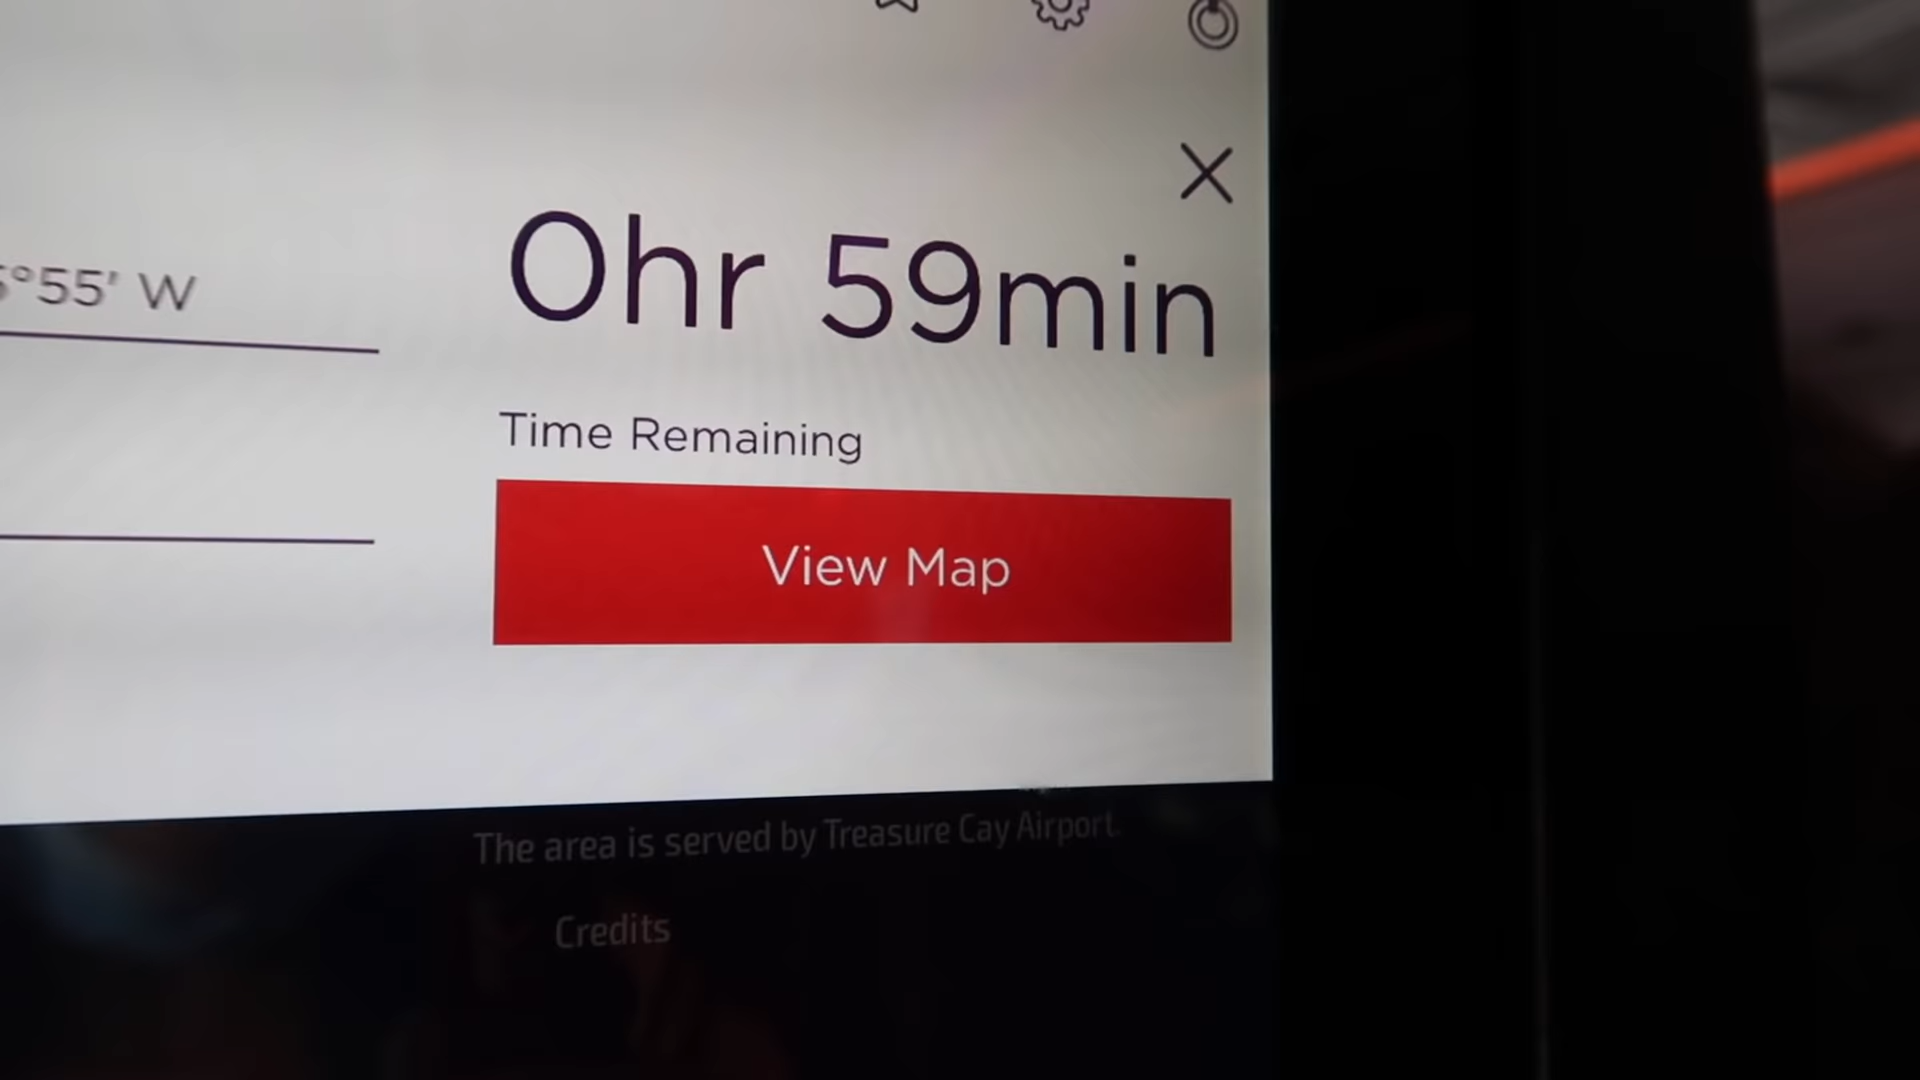 °55' W
0hr 59min
Time Remaining
View Map
The area is served by Treasure Cay Airport.
Credits